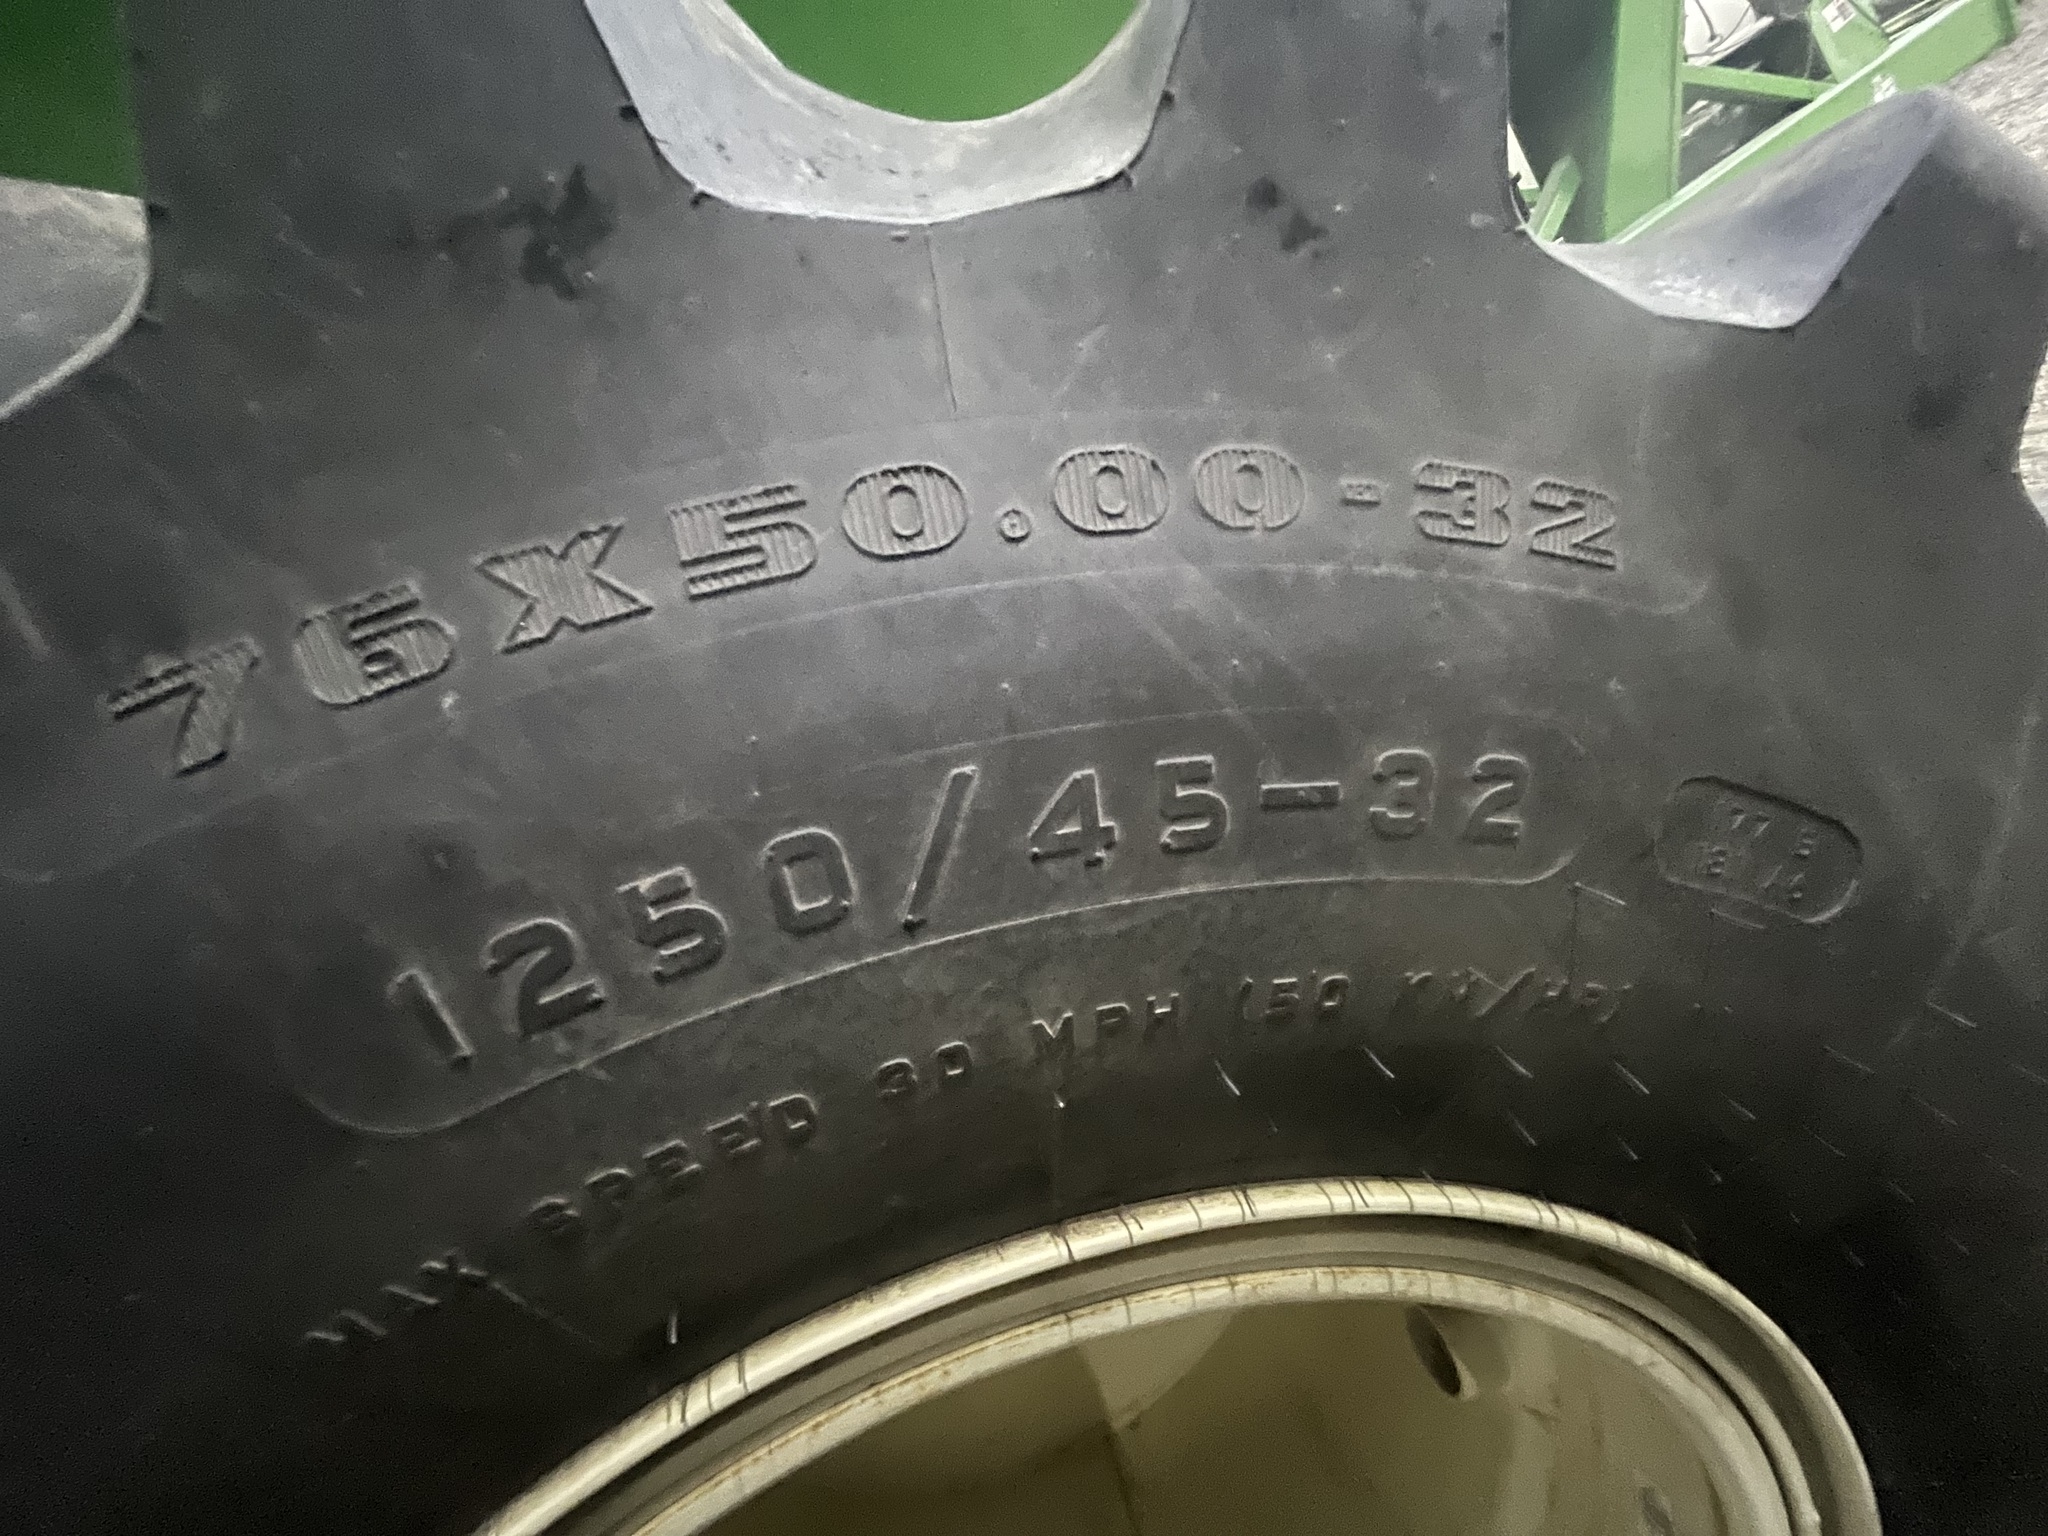 76X50.00-32
1250/45-32
MAX SPEED 30 MPH (50 KM/HR)